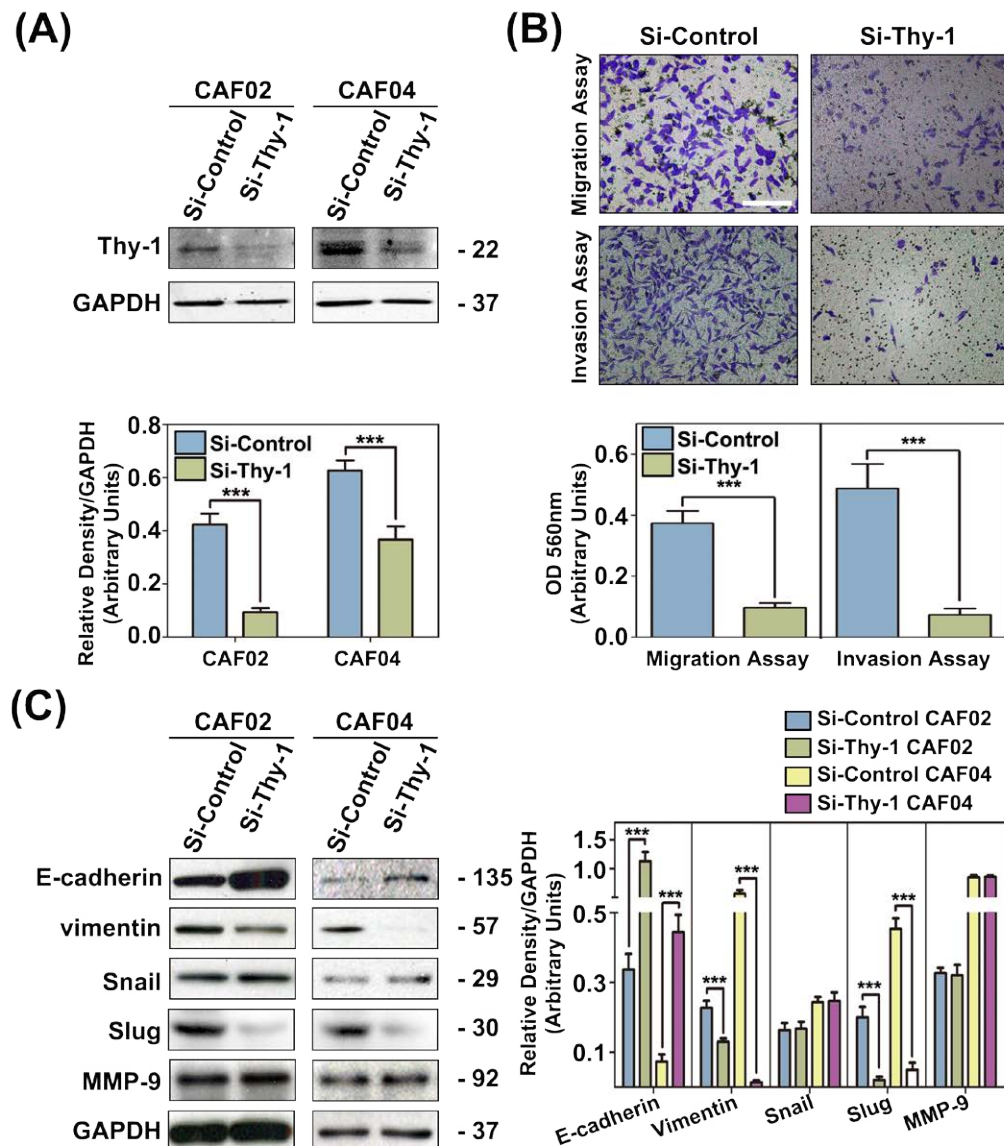 (A)
CAF02 CAF04
Si-Control Si-Thy-1 Si-Control Si-Thy-1
Thy-1 - 22
GAPDH - 37
Relative Density/GAPDH
(Arbitrary Units)
0.8
0.6
0.4
0.2
0.0
Si-Control
Si-Thy-1
***
***
CAF02 CAF04
(B)
Si-Control Si-Thy-1
Migration Assay
Invasion Assay
OD 560nm
(Arbitrary Units)
0.6
0.4
0.2
0.0
Si-Control
Si-Thy-1
***
***
Migration Assay Invasion Assay
(C)
CAF02 CAF04
Si-Control Si-Thy-1 Si-Control Si-Thy-1
E-cadherin - 135
vimentin - 57
Snail - 29
Slug - 30
MMP-9 - 92
GAPDH - 37
Si-Control CAF02
Si-Thy-1 CAF02
Si-Control CAF04
Si-Thy-1 CAF04
Relative Density/GAPDH
(Arbitrary Units)
1.5
1.0
0.5
0.3
0.1
***
***
***
***
***
***
E-cadherin Vimentin Snail Slug MMP-9